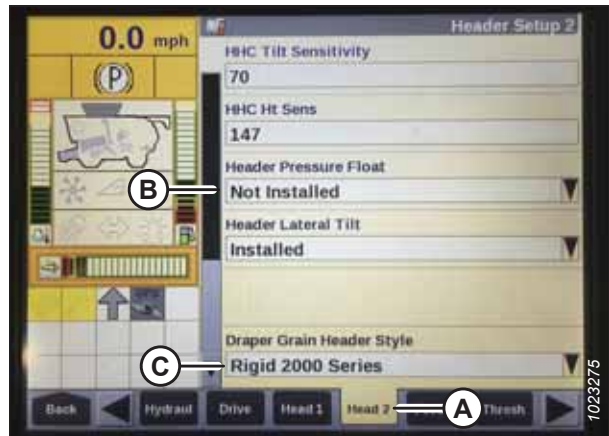 0.0 mph
Header Setup 2
(P)
HHC Tilt Sensitivity
70
HHC Ht Sens
147
Header Pressure Float
B
Not Installed
Header Lateral Tilt
Installed
Draper Grain Header Style
C
Rigid 2000 Series
Back
Hydraul
Drive
Head 1
Head 2
A
Thresh
1023275